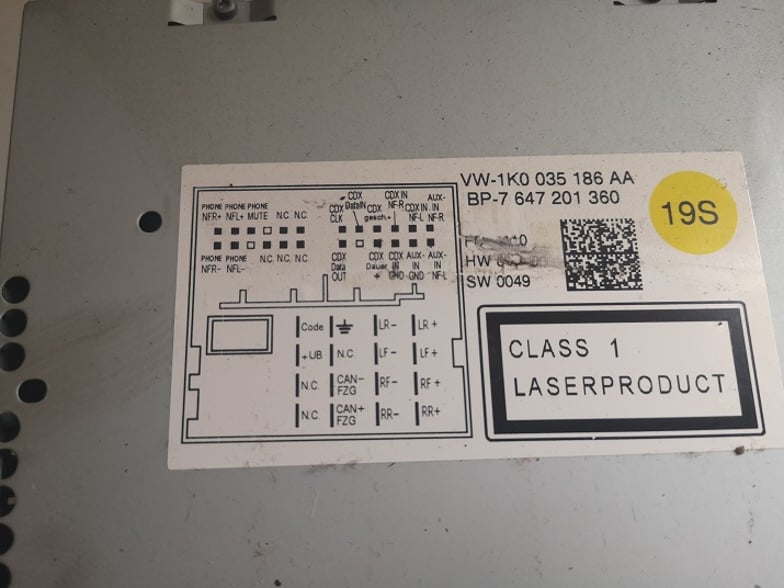 VW-1K0 035 186 AA
BP-7 647 201 360
19S
HW
SW 0049
PHONE PHONE PHONE
NFR+ NFL+ MUTE N.C. N.C.
PHONE PHONE
NFR- NFL- N.C. N.C. N.C.
CDX CLK
CDX DataIN
CDX gesch.+
CDX IN NF-R
CDX IN NF-L
AUX- IN NF-R
CDX Data OUT
CDX Dauer +
CDX IN GND
AUX- IN GND
AUX- IN NF-L
Code LR- LR+
+UB N.C. LF- LF+
N.C. CAN- FZG RF- RF+
N.C. CAN+ FZG RR- RR+
CLASS 1
LASERPRODUCT